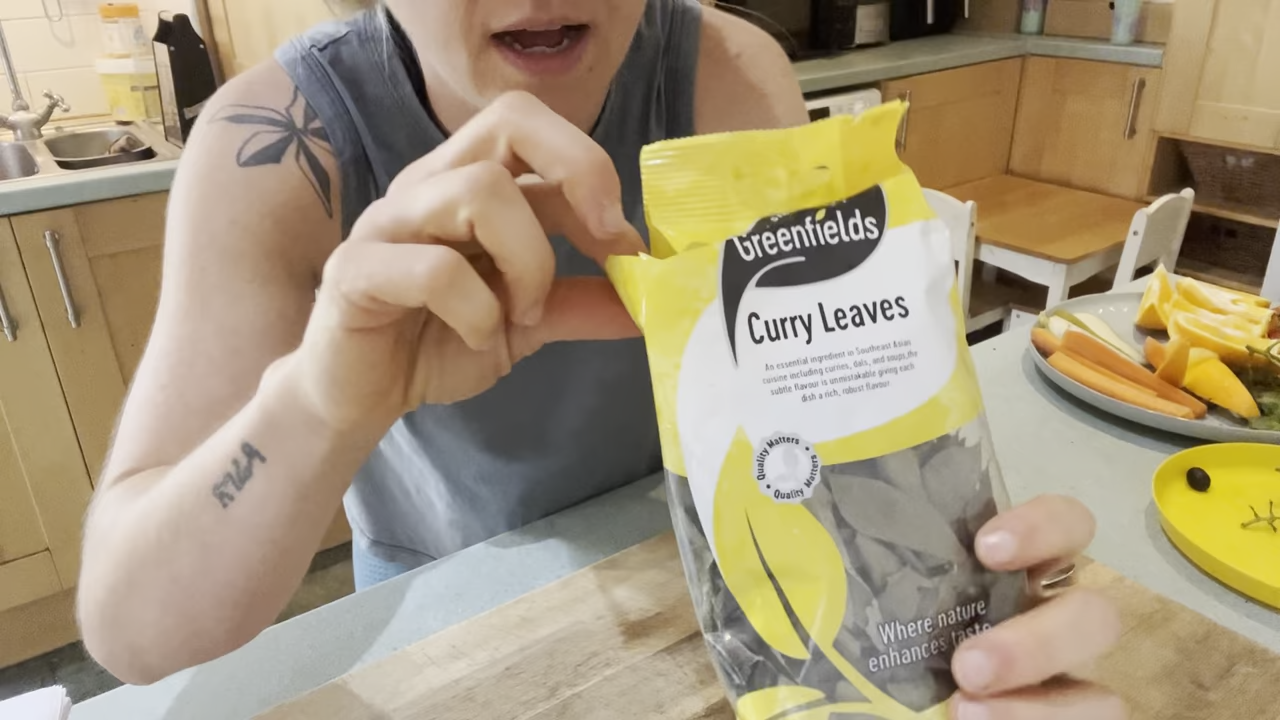 Greenfields
Curry Leaves
An essential ingredient in Southeast Asian
cuisine including curries, dals, and soups,the
subtle flavour is unmistakable giving each
dish a rich, robust flavour
Quality Matters
Quality Matters
Where nature
enhances taste